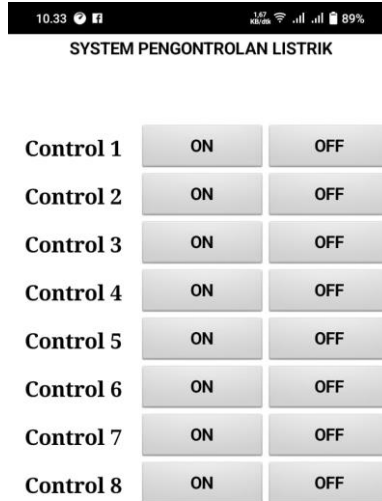 10.33 1,67 KB/dtk 89%
SYSTEM PENGONTROLAN LISTRIK
Control 1 ON OFF
Control 2 ON OFF
Control 3 ON OFF
Control 4 ON OFF
Control 5 ON OFF
Control 6 ON OFF
Control 7 ON OFF
Control 8 ON OFF